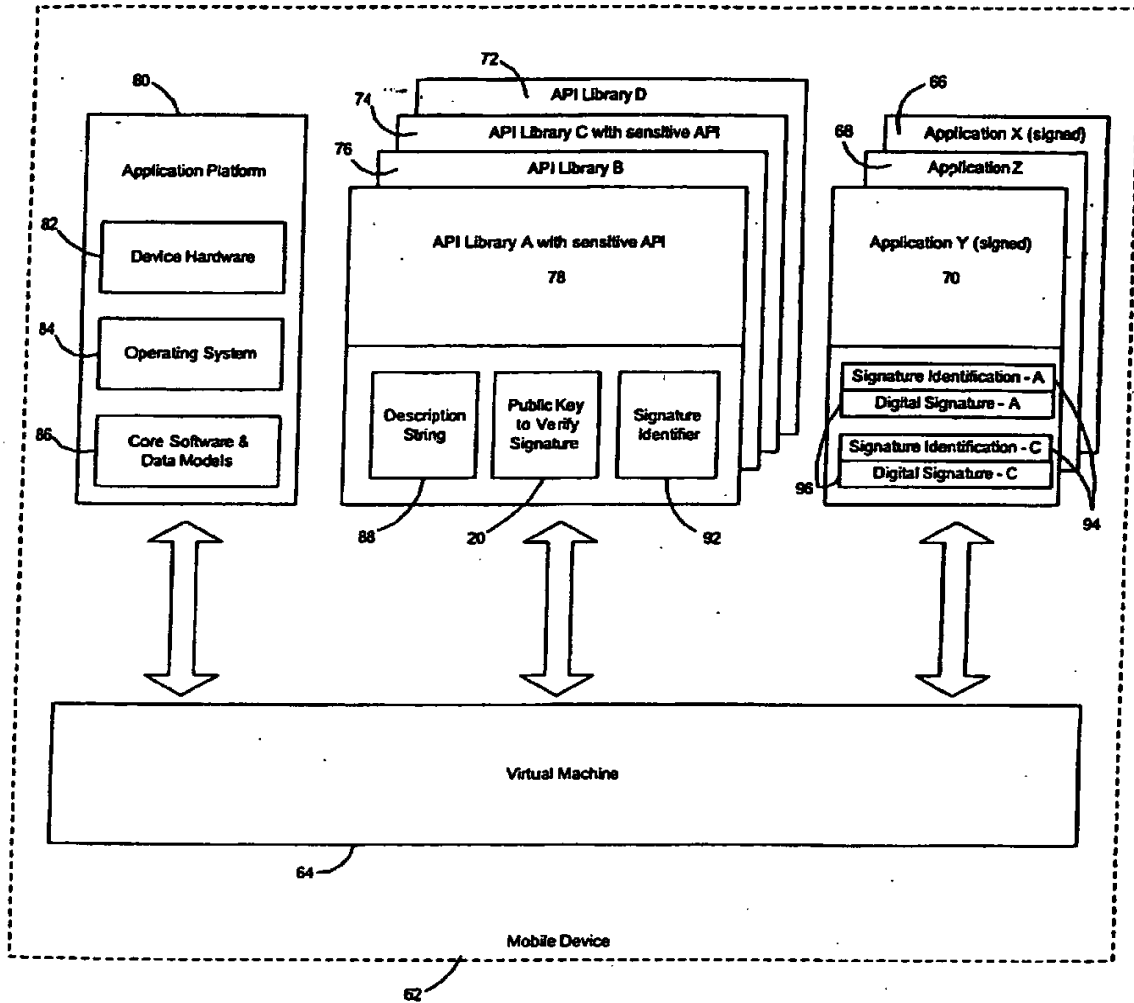 80
Application Platform
82
Device Hardware
84
Operating System
86
Core Software &
Data Models
72
API Library D
74
API Library C with sensitive API
76
API Library B
API Library A with sensitive API
78
Description
String
Public Key
to Verify
Signature
Signature
Identifier
88
20
92
66
Application X (signed)
68
Application Z
Application Y (signed)
70
Signature Identification - A
Digital Signature - A
Signature Identification - C
Digital Signature - C
96
94
Virtual Machine
64
Mobile Device
62